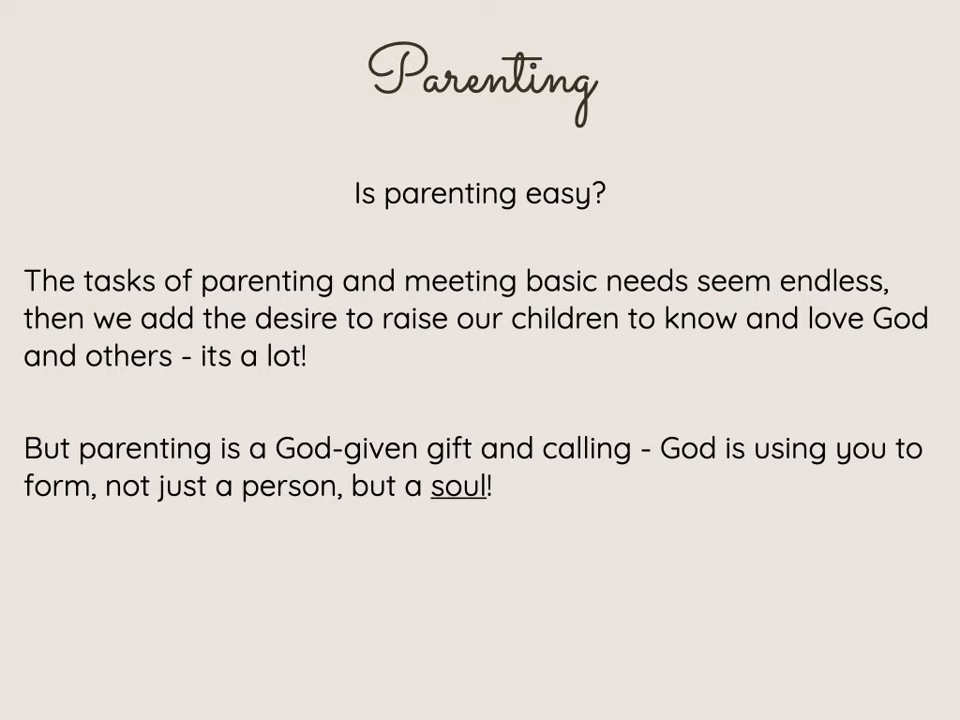 Parenting
Is parenting easy?
The tasks of parenting and meeting basic needs seem endless,
then we add the desire to raise our children to know and love God
and others - its a lot!
But parenting is a God-given gift and calling - God is using you to
form, not just a person, but a soul!